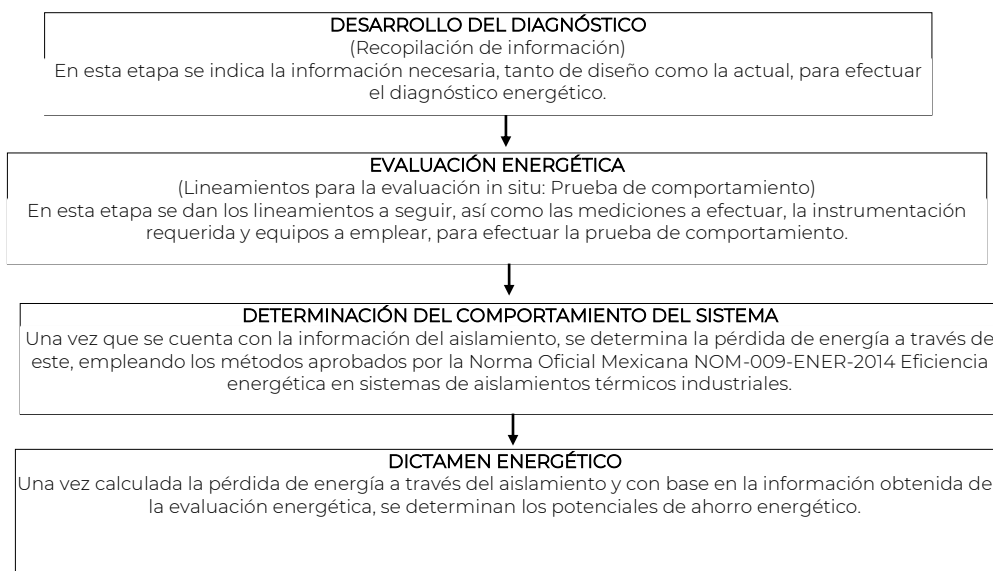 DESARROLLO DEL DIAGNÓSTICO
(Recopilación de información)
En esta etapa se indica la información necesaria, tanto de diseño como la actual, para efectuar
el diagnóstico energético.
EVALUACIÓN ENERGÉTICA
(Lineamientos para la evaluación in situ: Prueba de comportamiento)
En esta etapa se dan los lineamientos a seguir, así como las mediciones a efectuar, la instrumentación
requerida y equipos a emplear, para efectuar la prueba de comportamiento.
DETERMINACIÓN DEL COMPORTAMIENTO DEL SISTEMA
Una vez que se cuenta con la información del aislamiento, se determina la pérdida de energía a través de
este, empleando los métodos aprobados por la Norma Oficial Mexicana NOM-009-ENER-2014 Eficiencia
energética en sistemas de aislamientos térmicos industriales.
DICTAMEN ENERGÉTICO
Una vez calculada la pérdida de energía a través del aislamiento y con base en la información obtenida de
la evaluación energética, se determinan los potenciales de ahorro energético.